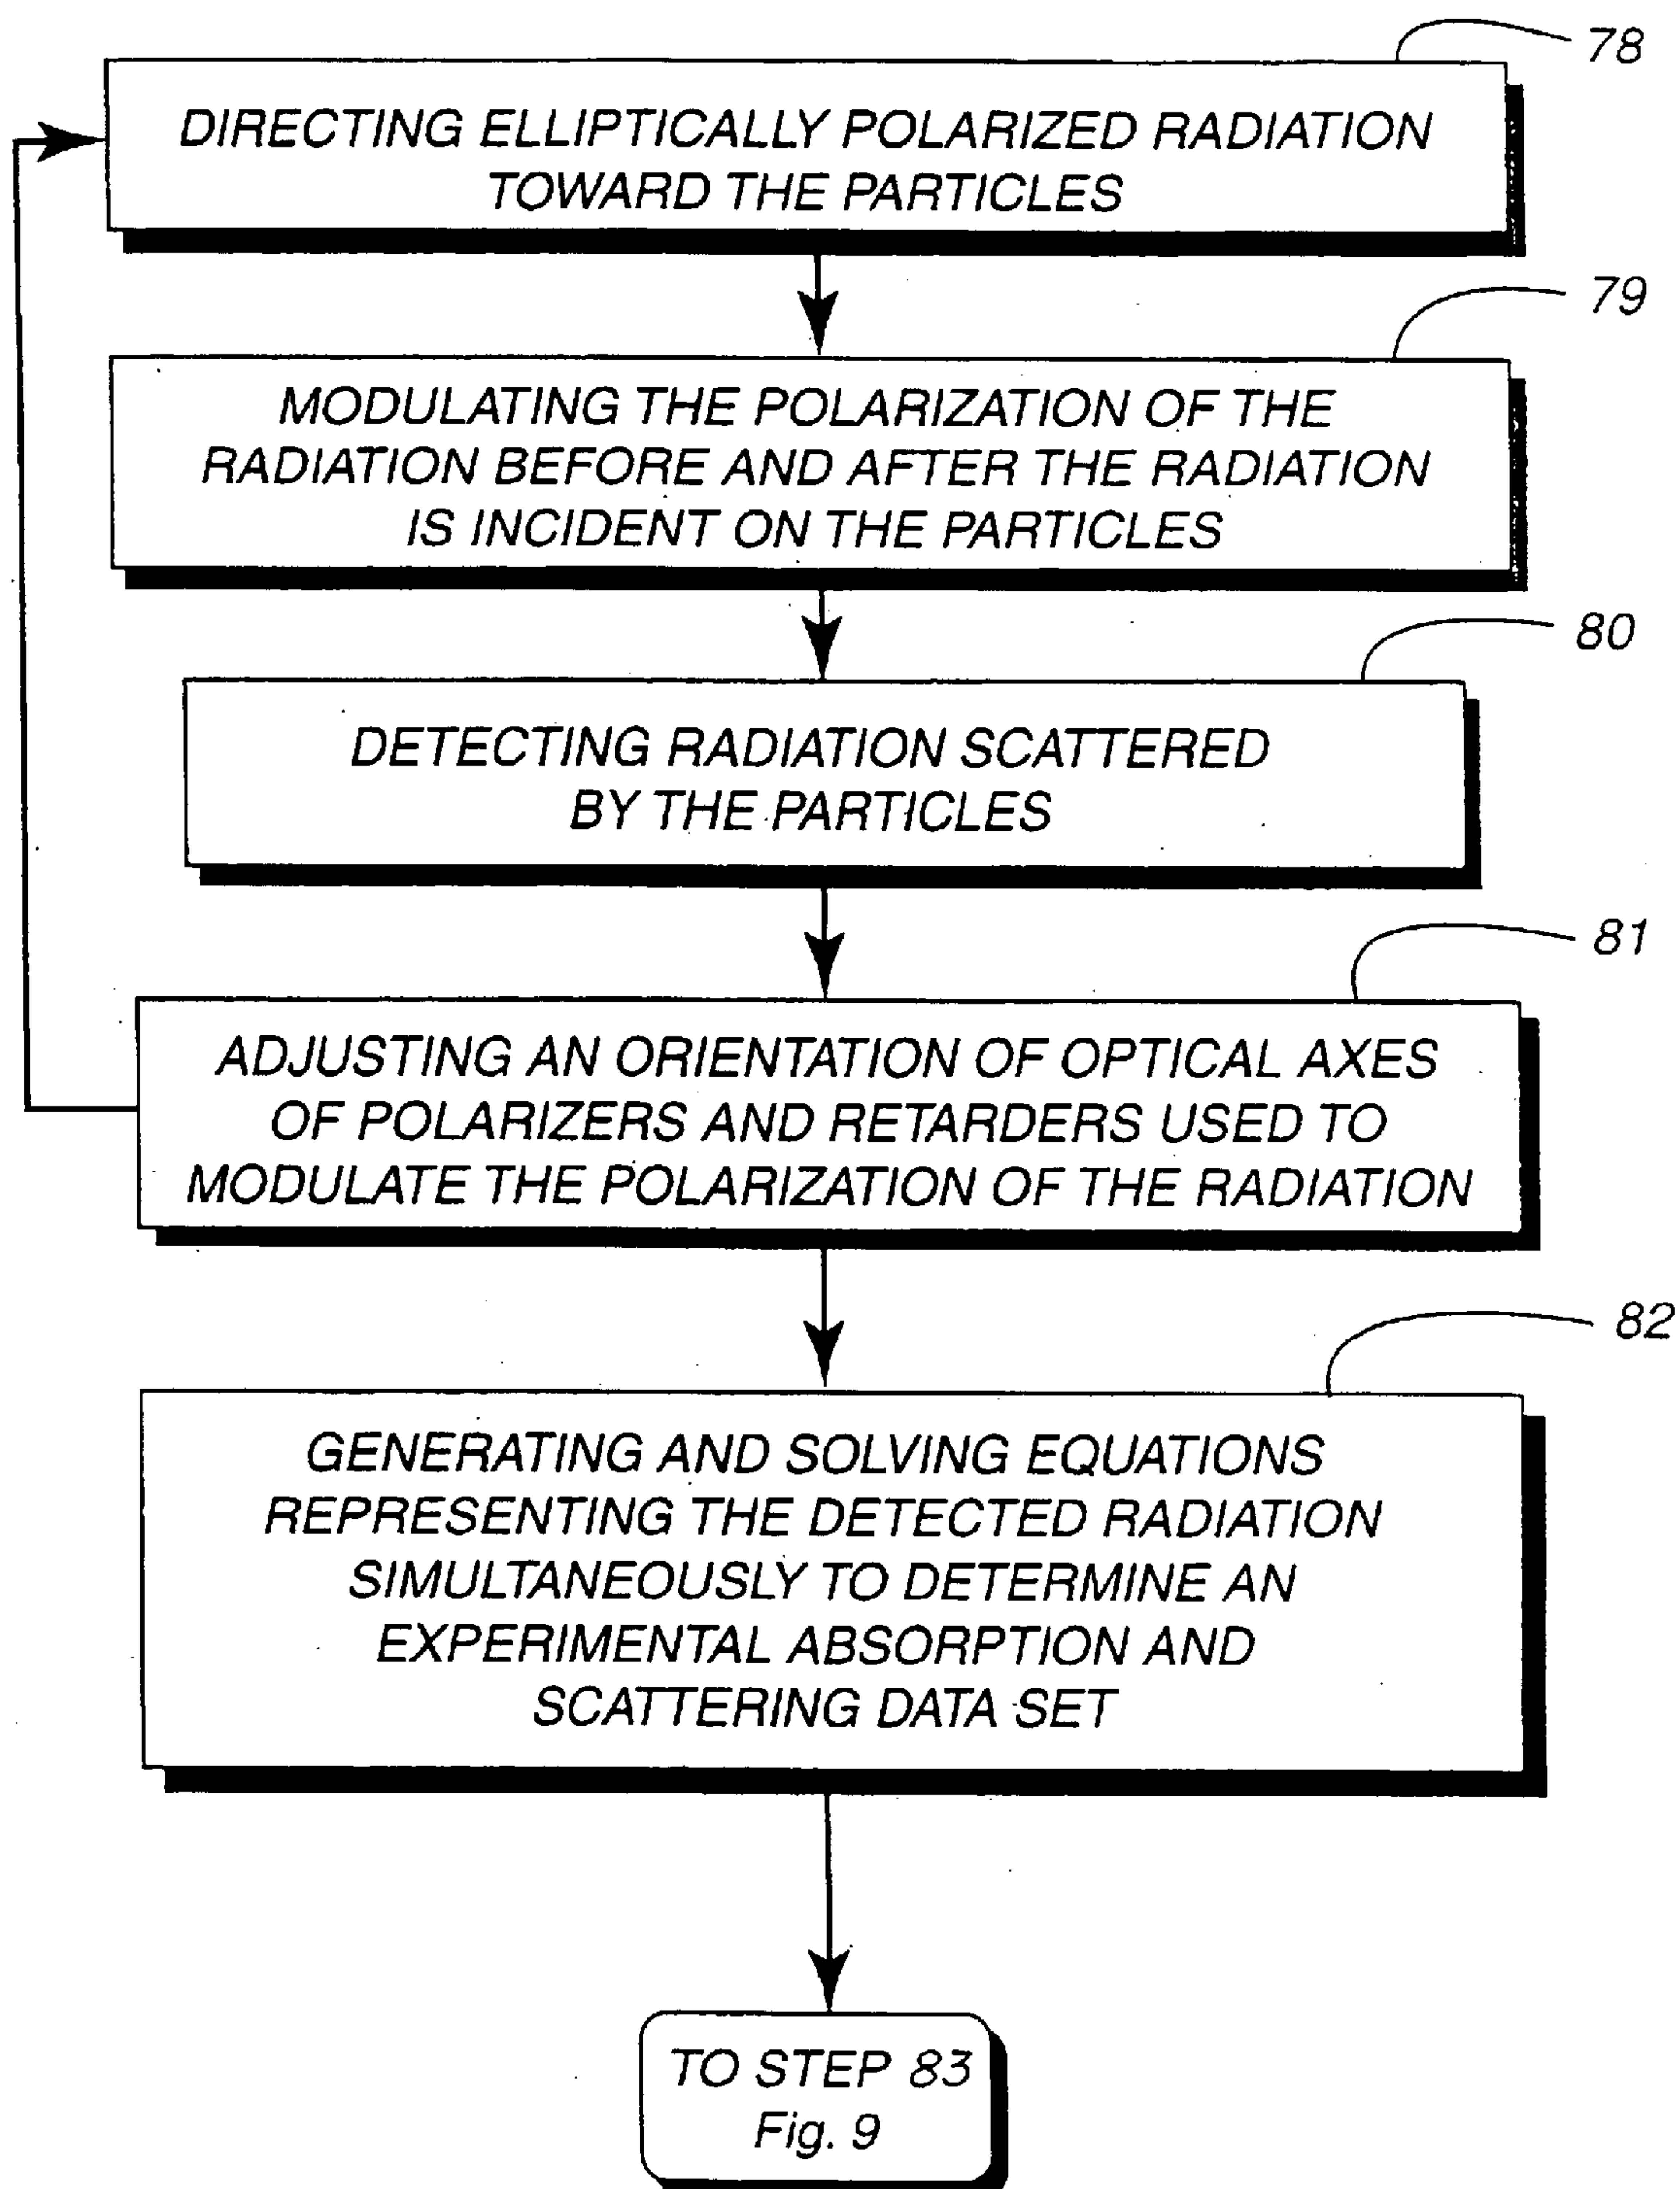 78
DIRECTING ELLIPTICALLY POLARIZED RADIATION
TOWARD THE PARTICLES
79
MODULATING THE POLARIZATION OF THE
RADIATION BEFORE AND AFTER THE RADIATION
IS INCIDENT ON THE PARTICLES
80
DETECTING RADIATION SCATTERED
BY THE PARTICLES
81
ADJUSTING AN ORIENTATION OF OPTICAL AXES
OF POLARIZERS AND RETARDERS USED TO
MODULATE THE POLARIZATION OF THE RADIATION
82
GENERATING AND SOLVING EQUATIONS
REPRESENTING THE DETECTED RADIATION
SIMULTANEOUSLY TO DETERMINE AN
EXPERIMENTAL ABSORPTION AND
SCATTERING DATA SET
TO STEP 83
Fig. 9